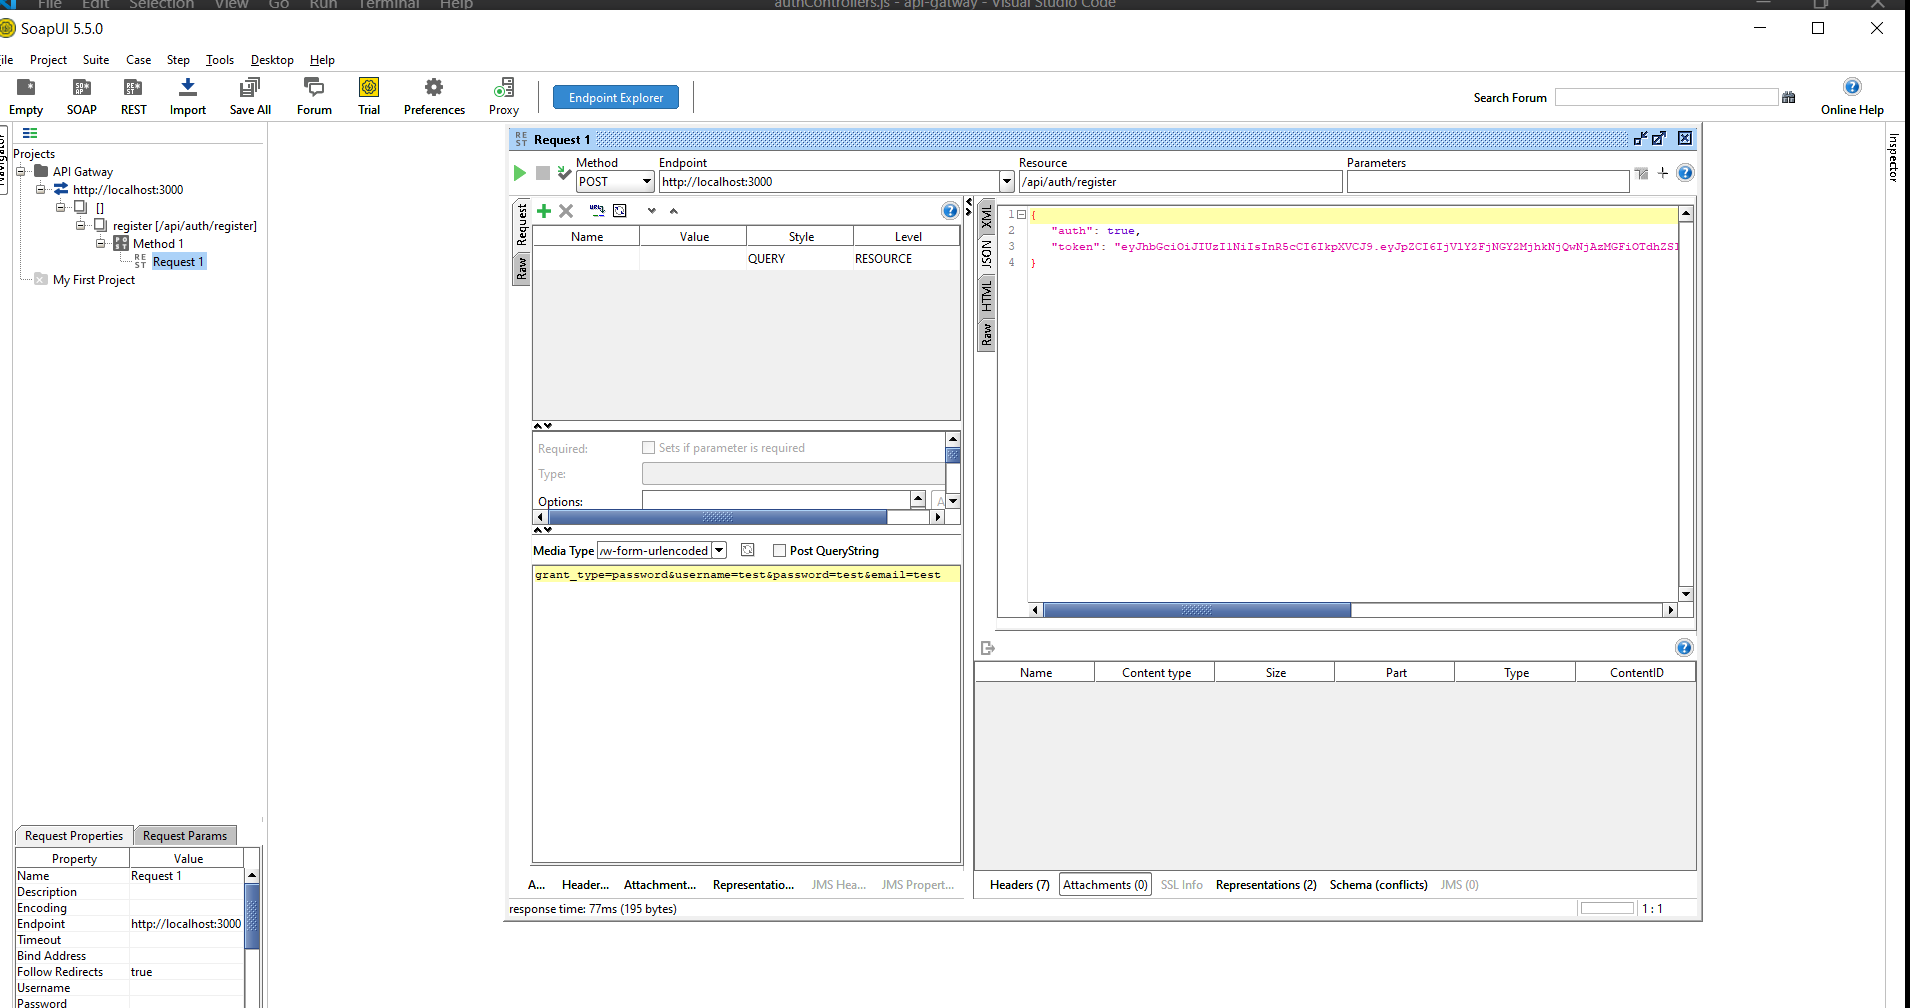 File Edit Selection View Go Run Terminal Help authControllers.js - api-gatway - Visual Studio Code
SoapUI 5.5.0
ile Project Suite Case Step Tools Desktop Help
Empty SOAP REST Import Save All Forum Trial Preferences Proxy Endpoint Explorer Search Forum Online Help
Navigator
Inspector
Projects
API Gatway
http://localhost:3000
[]
register [/api/auth/register]
Method 1
Request 1
My First Project
Request 1
Method Endpoint Resource Parameters
POST http://localhost:3000 /api/auth/register
Request
Raw
Name Value Style Level
QUERY RESOURCE
Required: Sets if parameter is required
Type:
Options: A
Media Type /w-form-urlencoded Post QueryString
grant_type=password&username=test&password=test&email=test
XML
JSON
HTML
Raw
1 {
2 "auth": true,
3
"token":
4 }
Name Content type Size Part Type ContentID
A... Header... Attachment... Representatio... JMS Hea... JMS Propert...
Headers (7) Attachments (0) SSL Info Representations (2) Schema (conflicts) JMS (0)
response time: 77ms (195 bytes) 1 : 1
Request Properties Request Params
Property Value
Name Request 1
Description
Encoding
Endpoint http://localhost:3000
Timeout
Bind Address
Follow Redirects true
Username
Password